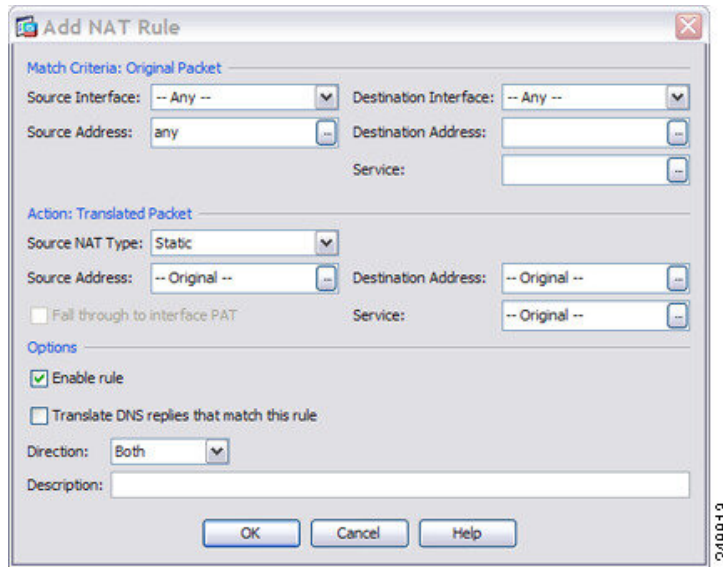 Add NAT Rule
Match Criteria: Original Packet
Source Interface: -- Any -- Destination Interface: -- Any --
Source Address: any ... Destination Address: ...
Service: ...
Action: Translated Packet
Source NAT Type: Static
Source Address: -- Original -- ... Destination Address: -- Original -- ...
Fall through to interface PAT Service: -- Original -- ...
Options
Enable rule
Translate DNS replies that match this rule
Direction: Both
Description:
OK Cancel Help